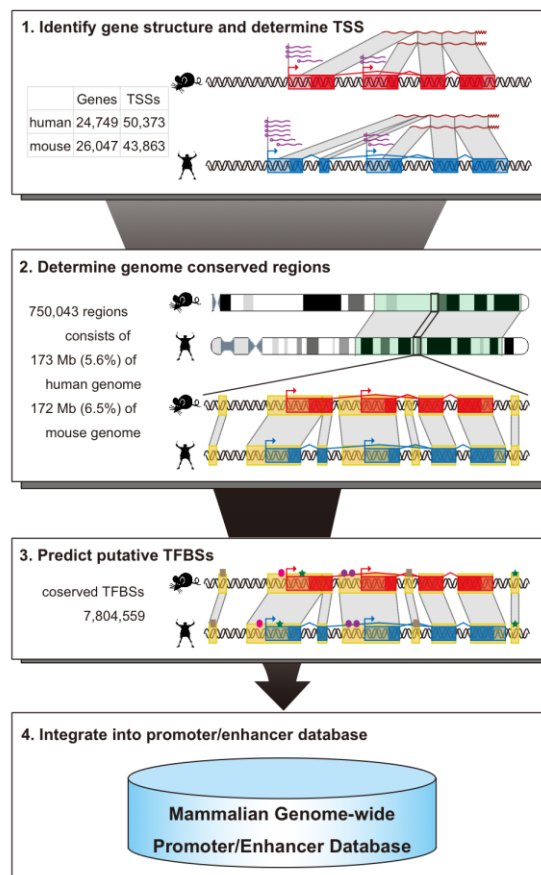 1. Identify gene structure and determine TSS
Genes TSSs
human 24,749 50,373
mouse 26,047 43,863
2. Determine genome conserved regions
750,043 regions
consists of
173 Mb (5.6%) of
human genome
172 Mb (6.5%) of
mouse genome
3. Predict putative TFBSs
coserved TFBSs
7,804,559
4. Integrate into promoter/enhancer database
Mammalian Genome-wide
Promoter/Enhancer Database